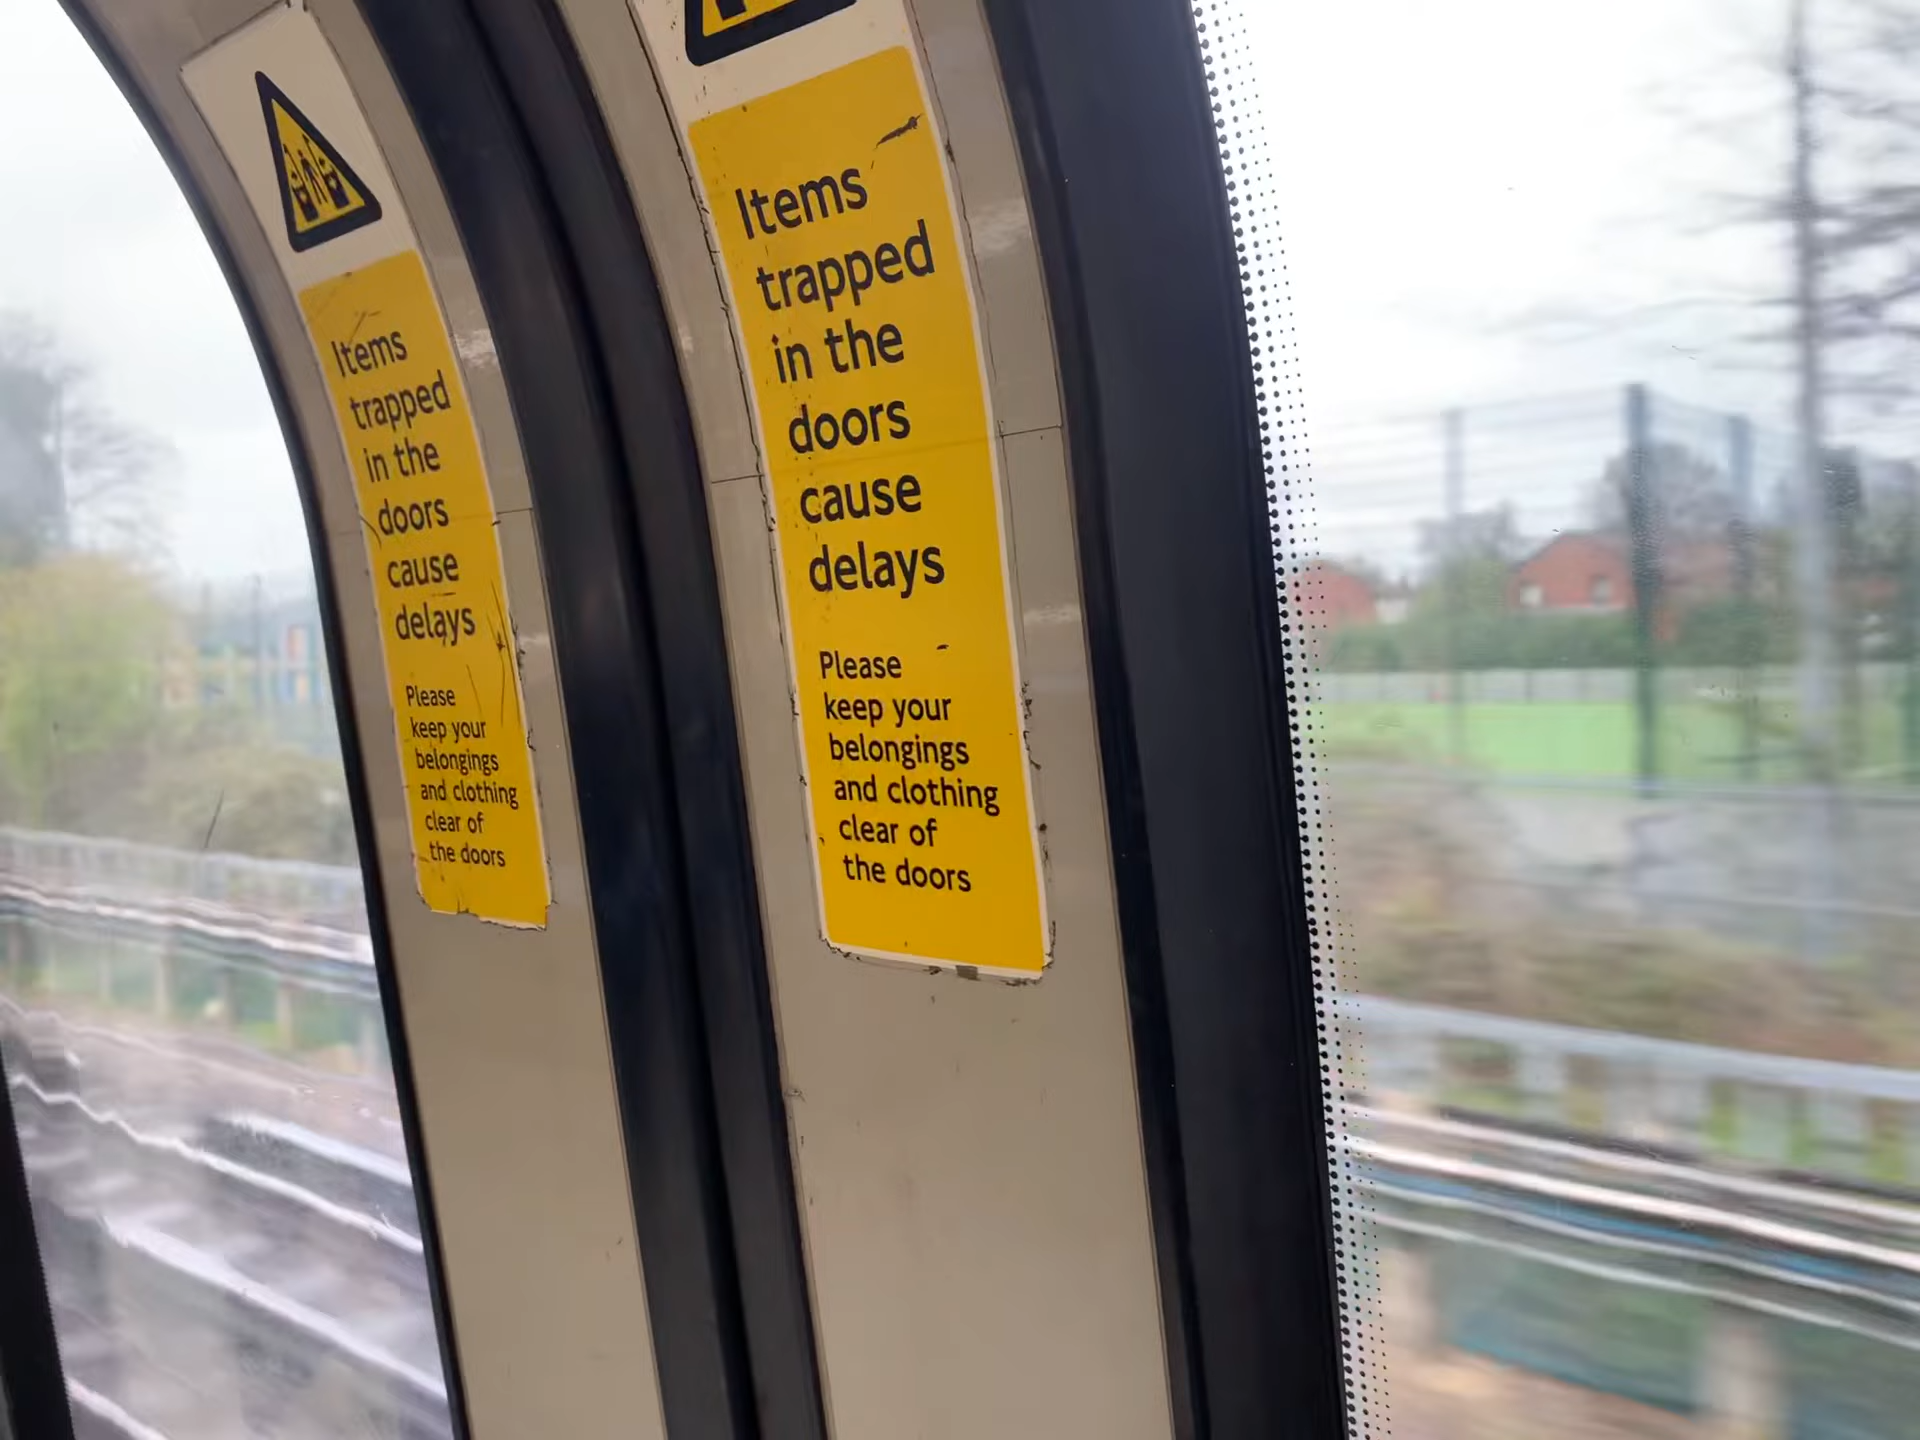 Items
trapped
in the
doors
cause
delays
Please
keep your
belongings
and clothing
clear of
the doors
Items
trapped
in the
doors
cause
delays
Please
keep your
belongings
and clothing
clear of
the doors